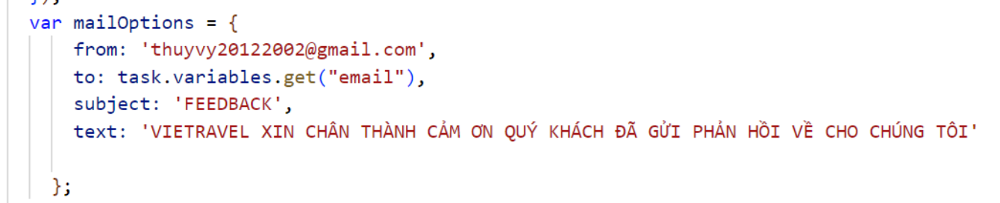 var mailOptions = {
from: 'thuyvy20122002@gmail.com',
to: task.variables.get("email"),
subject: 'FEEDBACK',
text: 'VIETRAVEL XIN CHÂN THÀNH CẢM ƠN QUÝ KHÁCH ĐÃ GỬI PHẢN HỒI VỀ CHO CHÚNG TÔI'
};